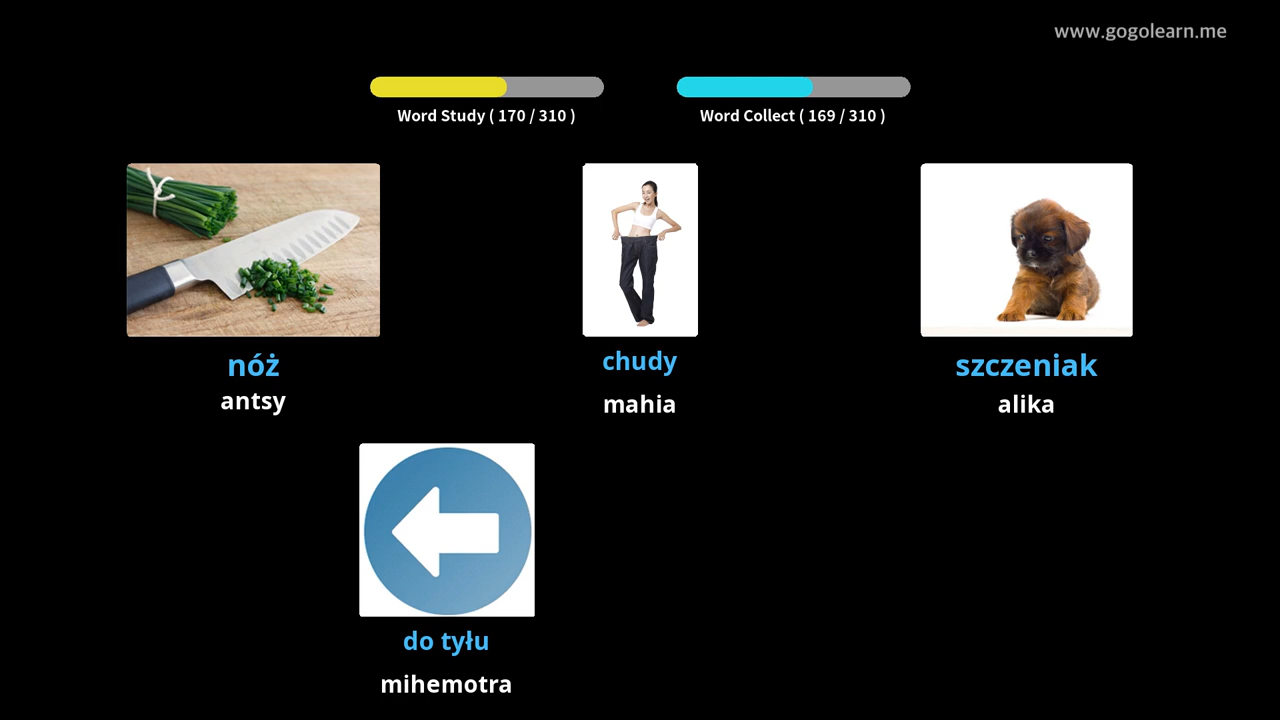 www.gogolearn.me
Word Study ( 170 / 310 )
Word Collect ( 169 / 310 )
nóż
antsy
chudy
mahia
szczeniak
alika
do tyłu
mihemotra